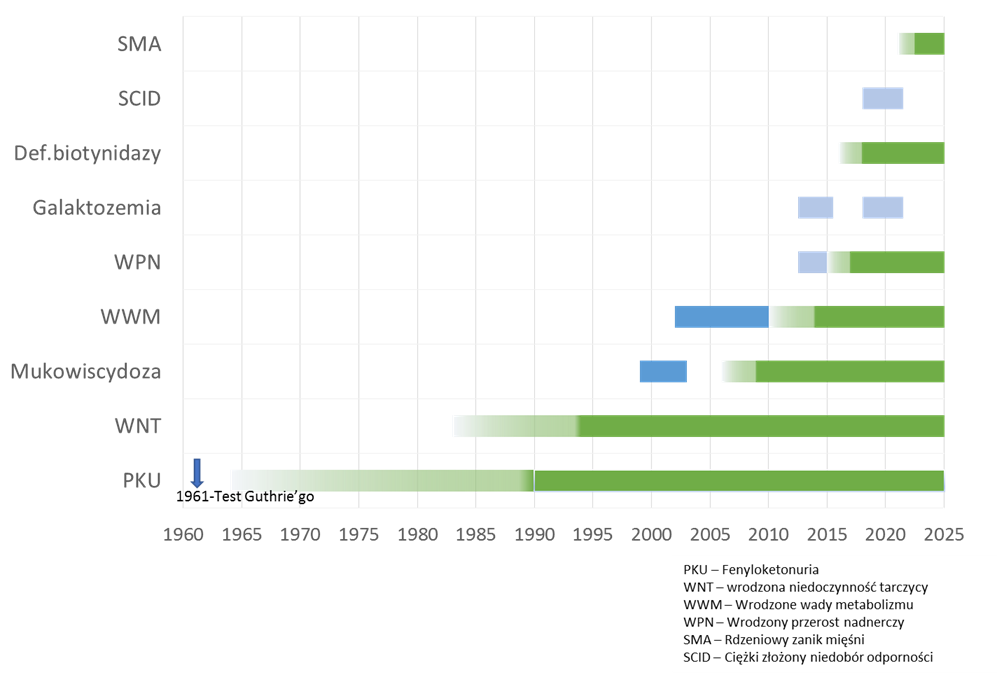 SMA
SCID
Def.biotynidazy
Galaktozemia
WPN
WWM
Mukowiscydoza
WNT
PKU
1961-Test Guthrie’go
1960 1965 1970 1975 1980 1985 1990 1995 2000 2005 2010 2015 2020 2025
PKU – Fenyloketonuria
WNT – wrodzona niedoczynność tarczycy
WWM – Wrodzone wady metabolizmu
WPN – Wrodzony przerost nadnerczy
SMA – Rdzeniowy zanik mięśni
SCID – Ciężki złożony niedobór odporności